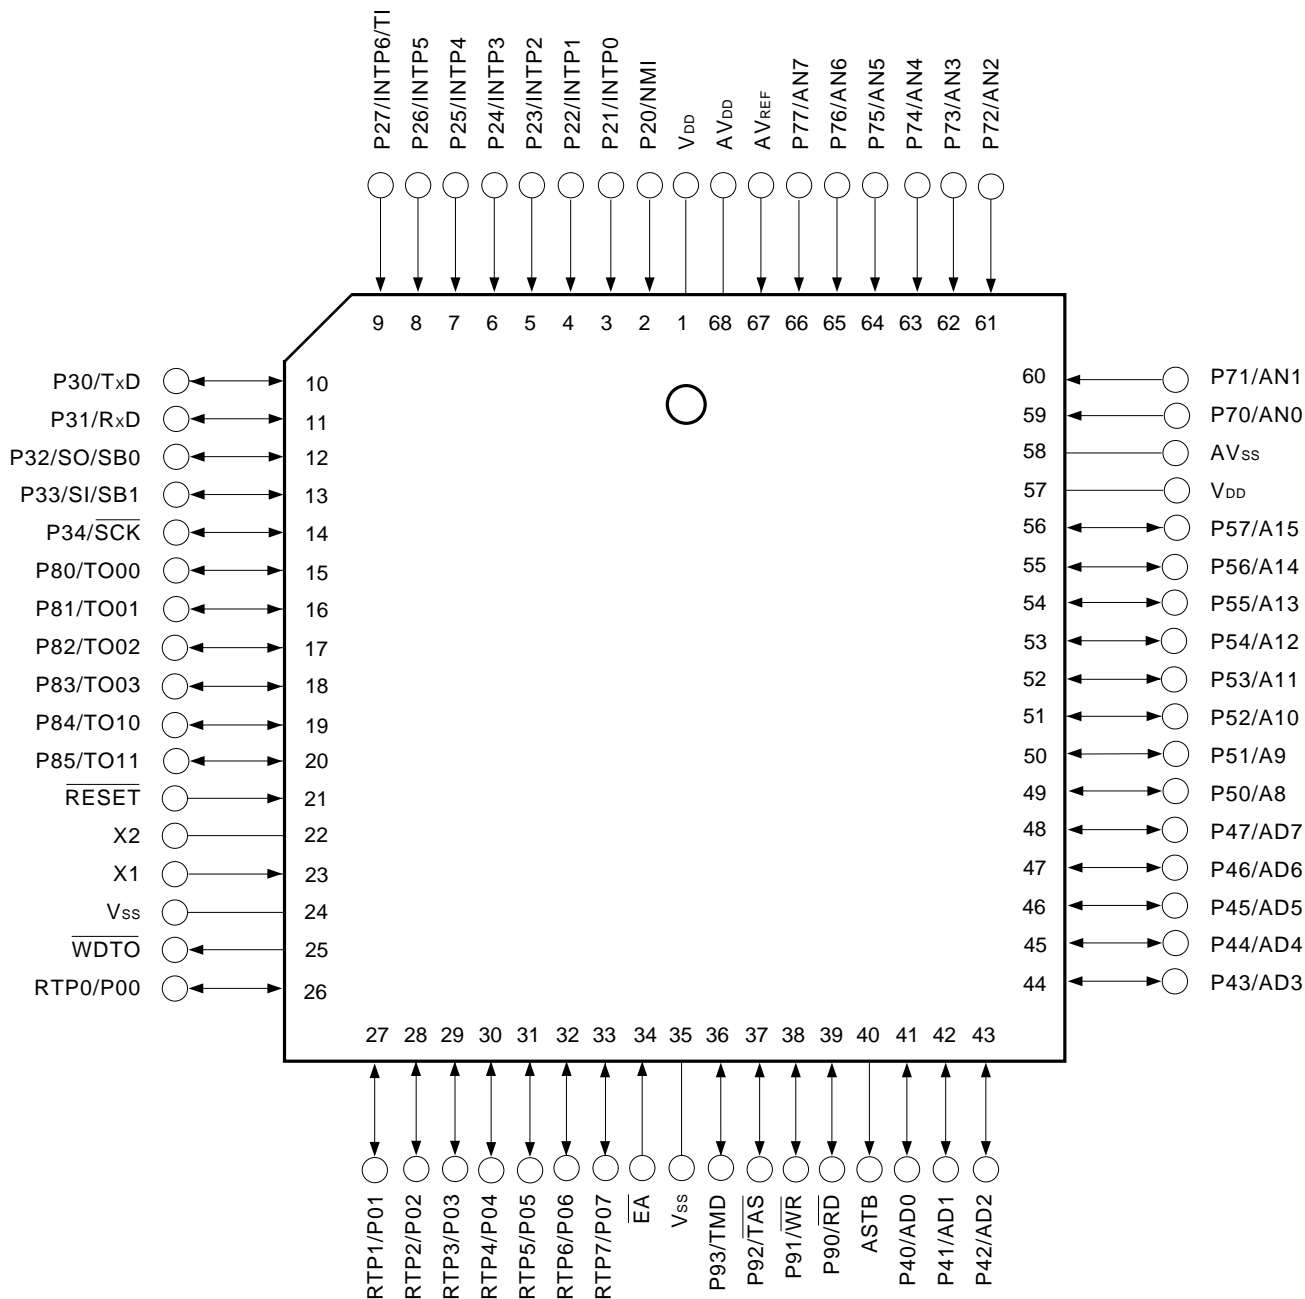 P27/INTP6/TI
P26/INTP5
P25/INTP4
P24/INTP3
P23/INTP2
P22/INTP1
P21/INTP0
P20/NMI
VDD
AVDD
AVREF
P77/AN7
P76/AN6
P75/AN5
P74/AN4
P73/AN3
P72/AN2
9 8 7 6 5 4 3 2 1 68 67 66 65 64 63 62 61
P30/TxD 10
P31/RxD 11
P32/SO/SB0 12
P33/SI/SB1 13
P34/S̅C̅K̅ 14
P80/TO00 15
P81/TO01 16
P82/TO02 17
P83/TO03 18
P84/TO10 19
P85/TO11 20
R̅E̅S̅E̅T̅ 21
X2 22
X1 23
Vss 24
W̅D̅T̅O̅ 25
RTP0/P00 26
60 P71/AN1
59 P70/AN0
58 AVss
57 VDD
56 P57/A15
55 P56/A14
54 P55/A13
53 P54/A12
52 P53/A11
51 P52/A10
50 P51/A9
49 P50/A8
48 P47/AD7
47 P46/AD6
46 P45/AD5
45 P44/AD4
44 P43/AD3
27 28 29 30 31 32 33 34 35 36 37 38 39 40 41 42 43
RTP1/P01
RTP2/P02
RTP3/P03
RTP4/P04
RTP5/P05
RTP6/P06
RTP7/P07
E̅A̅
Vss
P93/TMD
P92/T̅A̅S̅
P91/W̅R̅
P90/R̅D̅
ASTB
P40/AD0
P41/AD1
P42/AD2